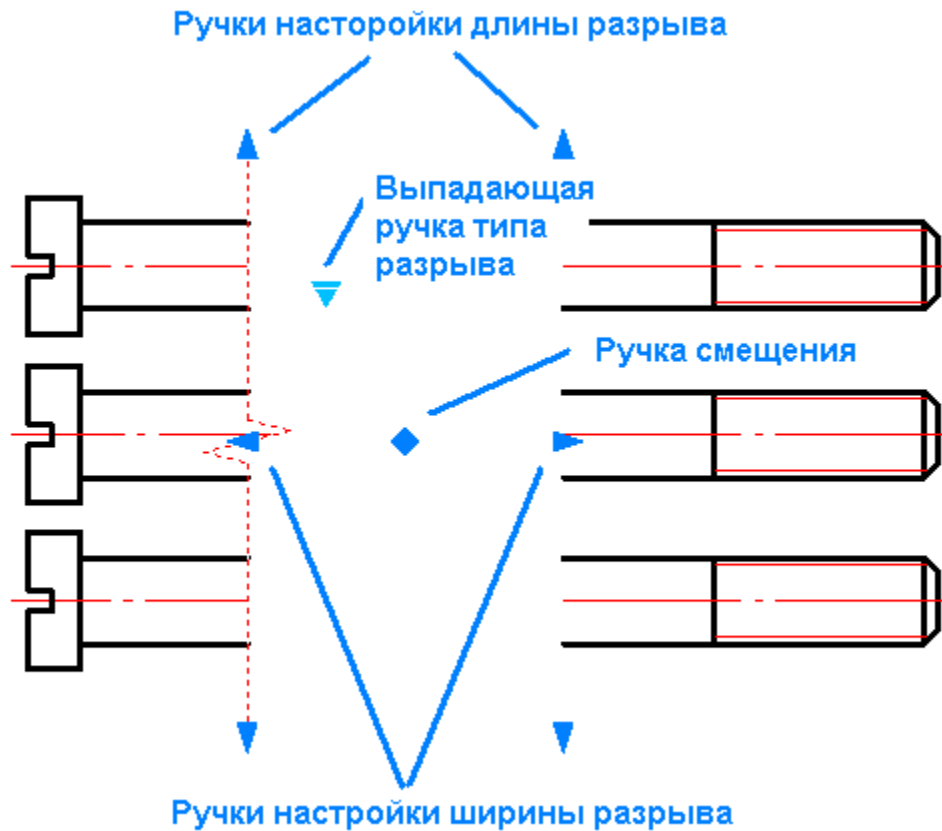 Ручки насторойки длины разрыва
Выпадающая
ручка типа
разрыва
Ручка смещения
Ручки настройки ширины разрыва